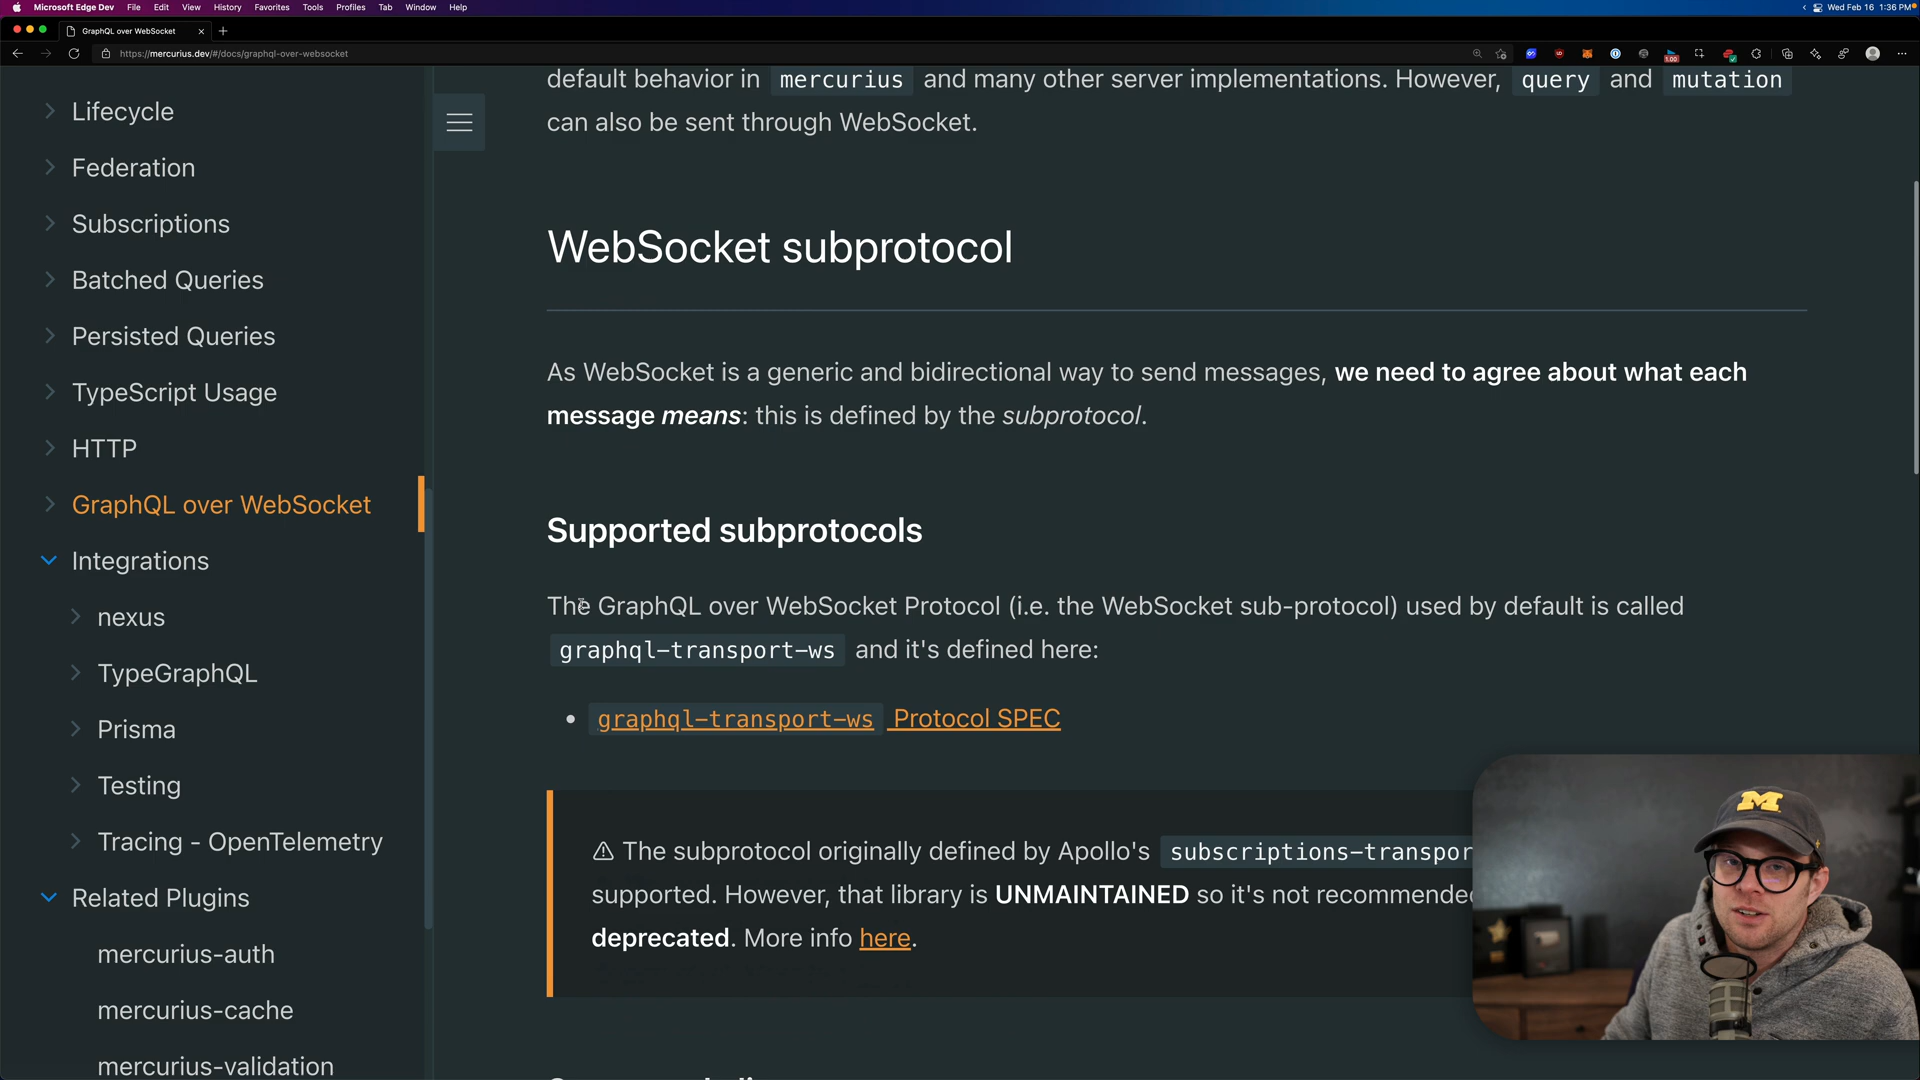 Microsoft Edge Dev File Edit View History Favorites Tools Profiles Tab Window Help
Wed Feb 16 1:36 PM
GraphQL over WebSocket
https://mercurius.dev/#/docs/graphql-over-websocket
1.00
Lifecycle
Federation
Subscriptions
Batched Queries
Persisted Queries
TypeScript Usage
HTTP
GraphQL over WebSocket
Integrations
nexus
TypeGraphQL
Prisma
Testing
Tracing - OpenTelemetry
Related Plugins
mercurius-auth
mercurius-cache
mercurius-validation
default behavior in mercurius and many other server implementations. However, query and mutation
can also be sent through WebSocket.
WebSocket subprotocol
As WebSocket is a generic and bidirectional way to send messages, we need to agree about what each
message means: this is defined by the subprotocol.
Supported subprotocols
The GraphQL over WebSocket Protocol (i.e. the WebSocket sub-protocol) used by default is called
graphql-transport-ws and it's defined here:
graphql-transport-ws Protocol SPEC
⚠ The subprotocol originally defined by Apollo's subscriptions-transpor
supported. However, that library is UNMAINTAINED so it's not recommende
deprecated. More info here.
M